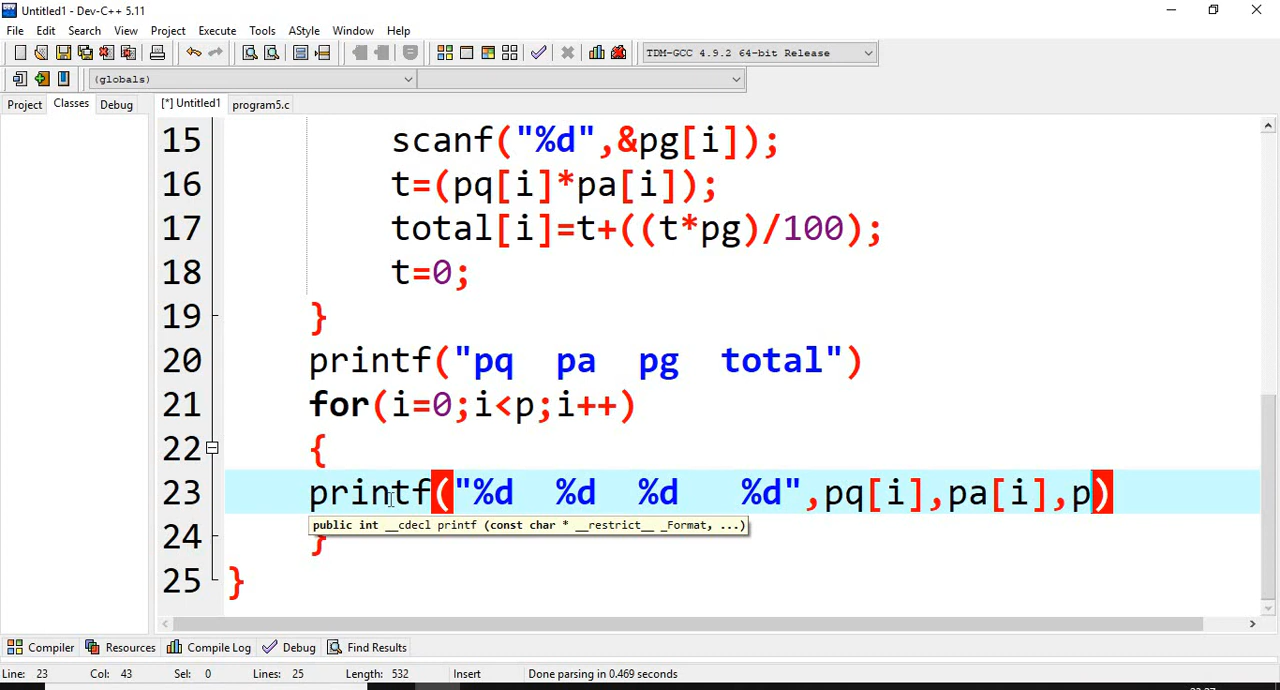 Untitled1 - Dev-C++ 5.11
File Edit Search View Project Execute Tools AStyle Window Help
TDM-GCC 4.9.2 64-bit Release
(globals)
Project Classes Debug [*] Untitled1 program5.c
15 scanf("%d",&pg[i]);
16 t=(pq[i]*pa[i]);
17 total[i]=t+((t*pg)/100);
18 t=0;
19 }
20 printf("pq pa pg total")
21 for(i=0;i<p;i++)
22 {
23 printf("%d %d %d %d",pq[i],pa[i],p)
public int __cdecl printf (const char * __restrict__ _Format, ...)
24 }
25 }
Compiler Resources Compile Log Debug Find Results
Line: 23 Col: 43 Sel: 0 Lines: 25 Length: 532 Insert Done parsing in 0.469 seconds